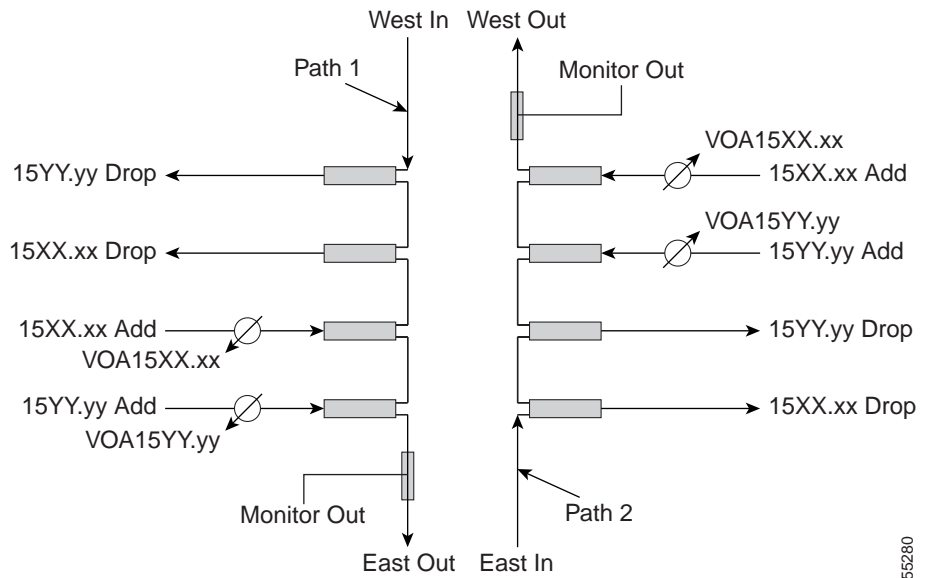 West In West Out
Path 1
Monitor Out
VOA15XX.xx
15YY.yy Drop
15XX.xx Add
VOA15YY.yy
15XX.xx Drop
15YY.yy Add
15XX.xx Add
VOA15XX.xx
15YY.yy Drop
15YY.yy Add
VOA15YY.yy
15XX.xx Drop
Monitor Out
Path 2
East Out East In
55280